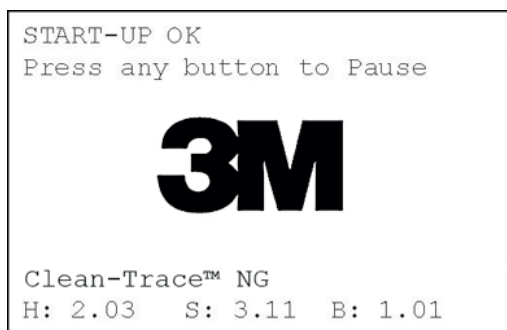 START-UP OK
Press any button to Pause
3M
Clean-Trace™ NG
H: 2.03 S: 3.11 B: 1.01